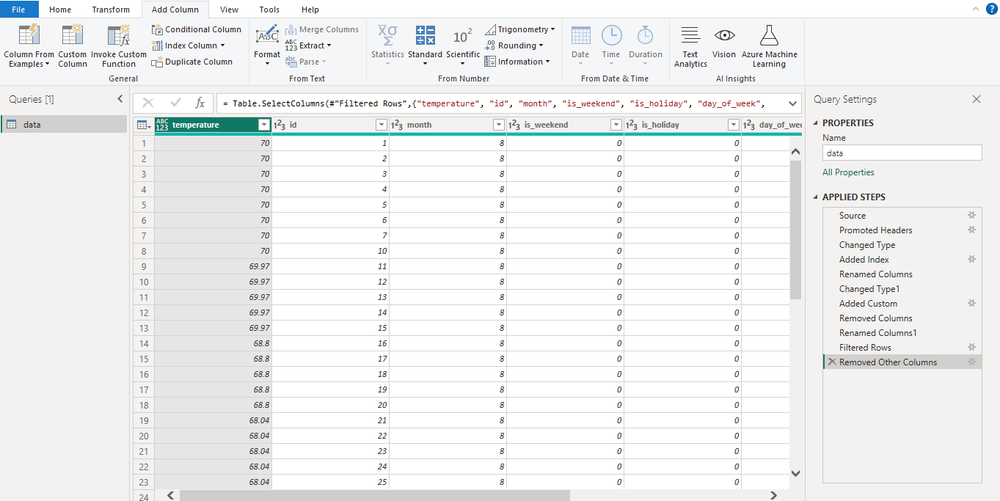 File Home Transform Add Column View Tools Help ?
Column From Examples Custom Column Invoke Custom Function Conditional Column Index Column Duplicate Column
General
Format Merge Columns ABC 123 Extract abc Parse
From Text
Statistics Standard Scientific 10² Trigonometry .00 Rounding Information
From Number
Date Time Duration
From Date & Time
Text Analytics Vision Azure Machine Learning
AI Insights
Queries [1]
data
fx = Table.SelectColumns(#"Filtered Rows",{"temperature", "id", "month", "is_weekend", "is_holiday", "day_of_week",
ABC 123 temperature 1²3 id 1²3 month 1²3 is_weekend 1²3 is_holiday 1²3 day_of_wee
1 70 1 8 0 0
2 70 2 8 0 0
3 70 3 8 0 0
4 70 4 8 0 0
5 70 5 8 0 0
6 70 6 8 0 0
7 70 7 8 0 0
8 70 10 8 0 0
9 69.97 11 8 0 0
10 69.97 12 8 0 0
11 69.97 13 8 0 0
12 69.97 14 8 0 0
13 69.97 15 8 0 0
14 68.8 16 8 0 0
15 68.8 17 8 0 0
16 68.8 18 8 0 0
17 68.8 19 8 0 0
18 68.8 20 8 0 0
19 68.04 21 8 0 0
20 68.04 22 8 0 0
21 68.04 23 8 0 0
22 68.04 24 8 0 0
23 68.04 25 8 0 0
24
Query Settings
PROPERTIES
Name
data
All Properties
APPLIED STEPS
Source
Promoted Headers
Changed Type
Added Index
Renamed Columns
Changed Type1
Added Custom
Removed Columns
Renamed Columns1
Filtered Rows
Removed Other Columns